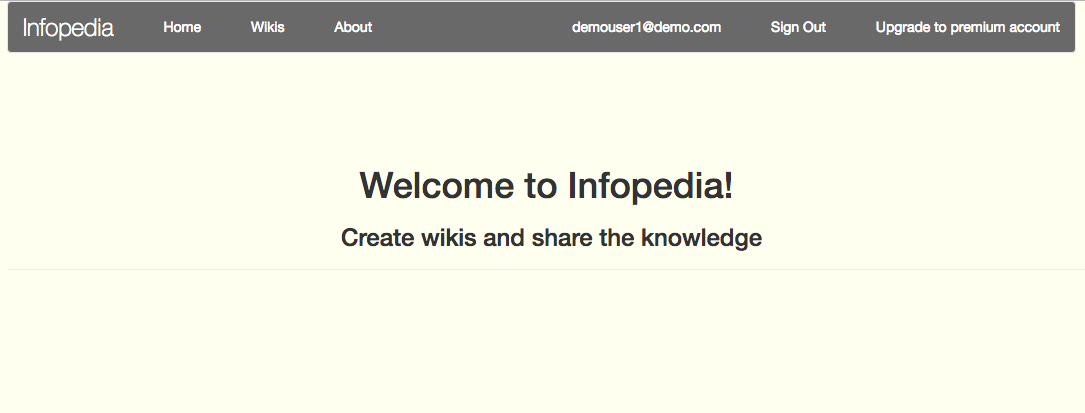 Infopedia Home Wikis About demouser1@demo.com Sign Out Upgrade to premium account
Welcome to Infopedia!
Create wikis and share the knowledge